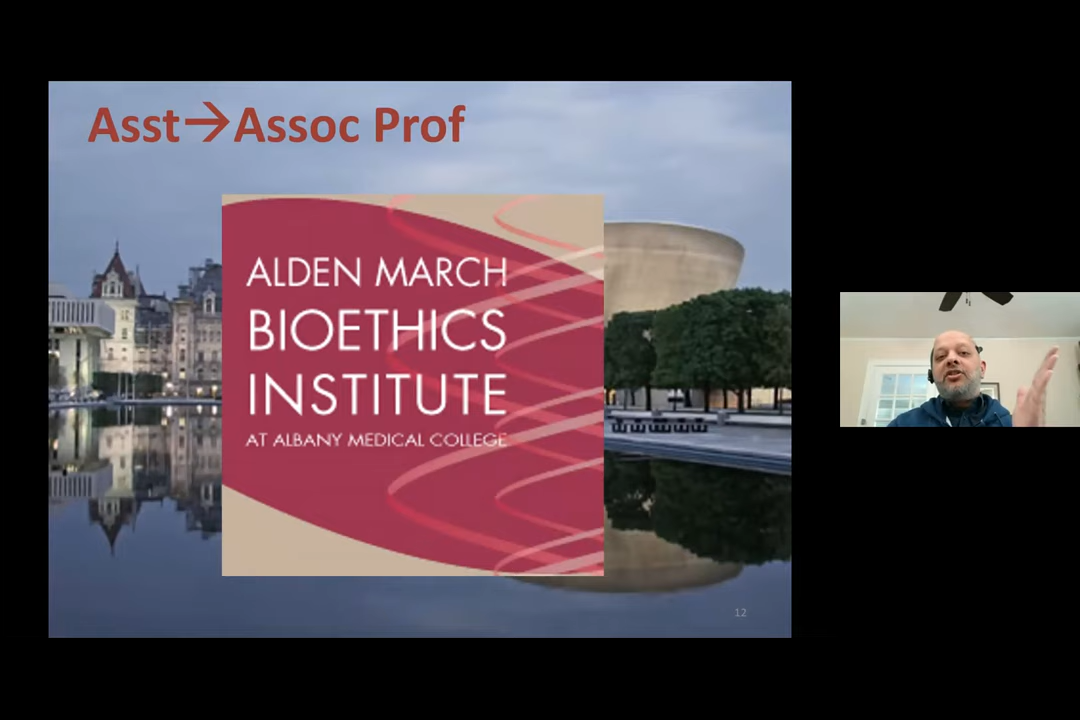 Asst→Assoc Prof
ALDEN MARCH
BIOETHICS
INSTITUTE
AT ALBANY MEDICAL COLLEGE
12